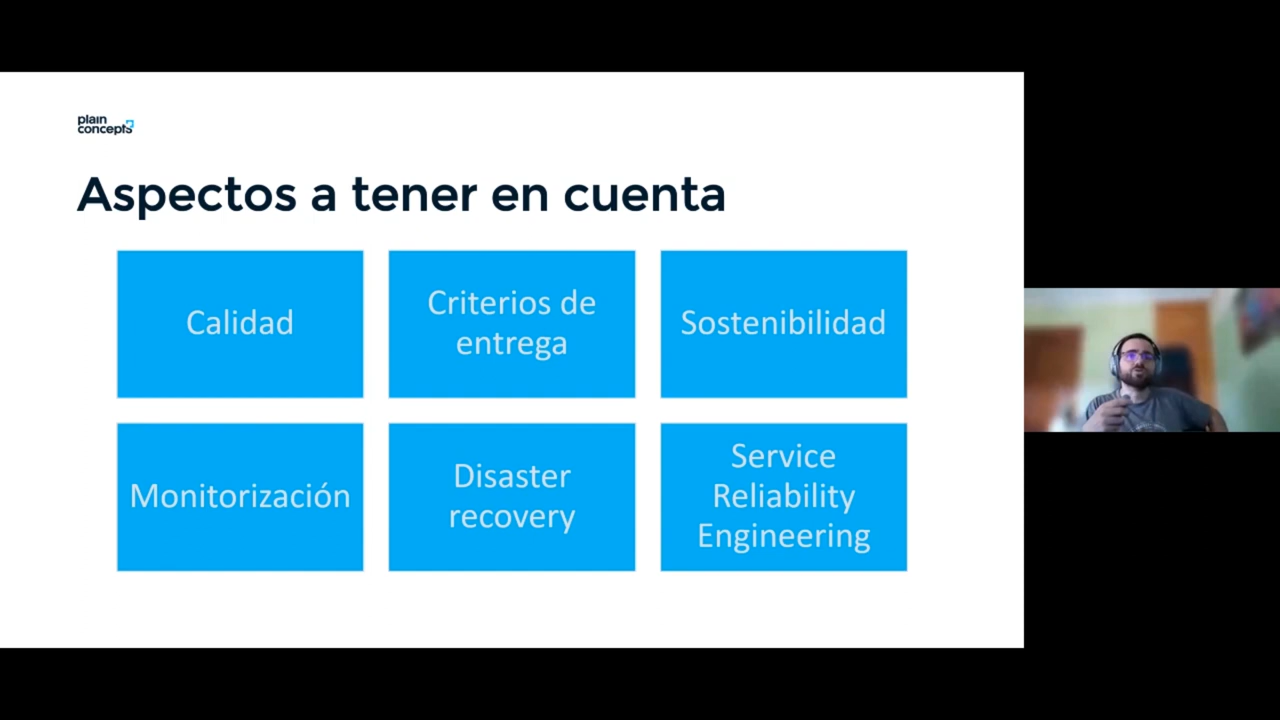 plain
concepts
Aspectos a tener en cuenta
Calidad
Criterios de
entrega
Sostenibilidad
Monitorización
Disaster
recovery
Service
Reliability
Engineering